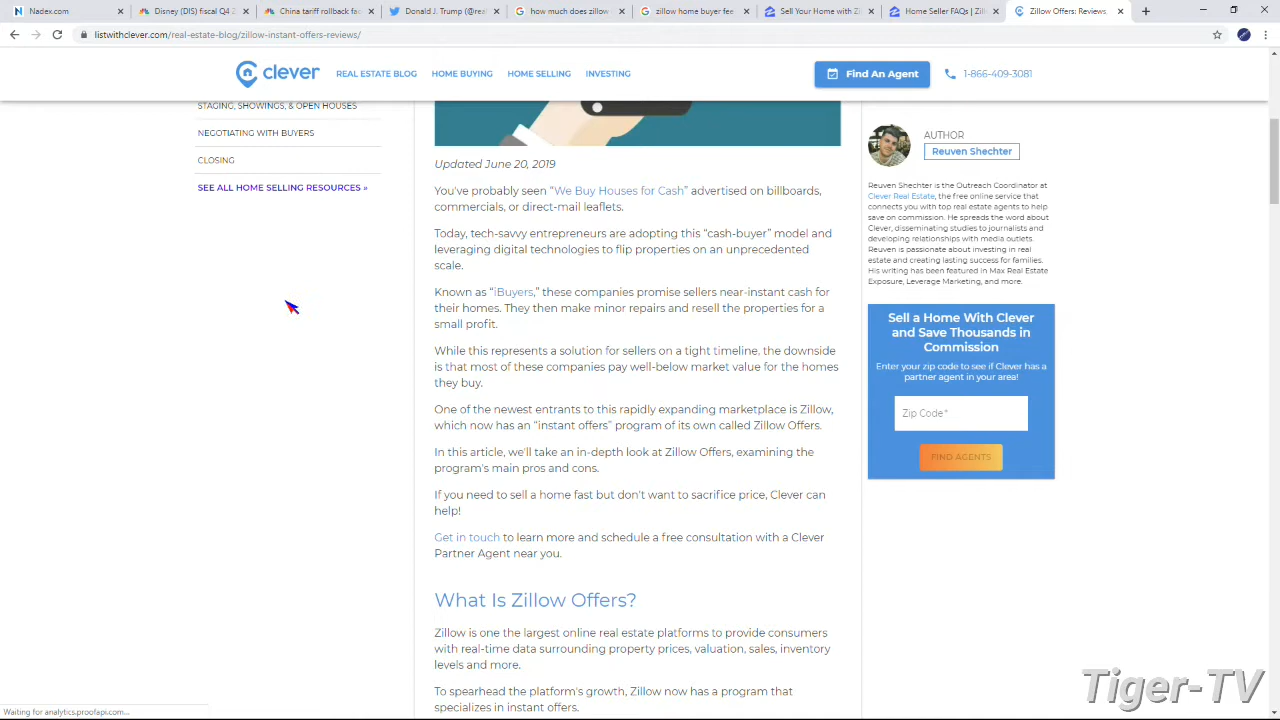 Nadex.com
Disney (DIS) fiscal Q4 2
China tariff rollback fac
Donald J. Trump (@real
how much does zillow
zillow home buyer fee
Sell Your Home with Zi
Home Seller FAQs | Zill
Zillow Offers: Reviews,
listwithclever.com/real-estate-blog/zillow-instant-offers-reviews/
clever
REAL ESTATE BLOG
HOME BUYING
HOME SELLING
INVESTING
Find An Agent
1-866-409-3081
STAGING, SHOWINGS, & OPEN HOUSES
NEGOTIATING WITH BUYERS
CLOSING
SEE ALL HOME SELLING RESOURCES »
Updated June 20, 2019
You've probably seen “We Buy Houses for Cash” advertised on billboards,
commercials, or direct-mail leaflets.
Today, tech-savvy entrepreneurs are adopting this “cash-buyer” model and
leveraging digital technologies to flip properties on an unprecedented
scale.
Known as “iBuyers,” these companies promise sellers near-instant cash for
their homes. They then make minor repairs and resell the properties for a
small profit.
While this represents a solution for sellers on a tight timeline, the downside
is that most of these companies pay well-below market value for the homes
they buy.
One of the newest entrants to this rapidly expanding marketplace is Zillow,
which now has an “instant offers” program of its own called Zillow Offers.
In this article, we'll take an in-depth look at Zillow Offers, examining the
program's main pros and cons.
If you need to sell a home fast but don't want to sacrifice price, Clever can
help!
Get in touch to learn more and schedule a free consultation with a Clever
Partner Agent near you.
What Is Zillow Offers?
Zillow is one the largest online real estate platforms to provide consumers
with real-time data surrounding property prices, valuation, sales, inventory
levels and more.
To spearhead the platform's growth, Zillow now has a program that
specializes in instant offers.
AUTHOR
Reuven Shechter
Reuven Shechter is the Outreach Coordinator at
Clever Real Estate, the free online service that
connects you with top real estate agents to help
save on commission. He spreads the word about
Clever, disseminating studies to journalists and
developing relationships with media outlets.
Reuven is passionate about investing in real
estate and creating lasting success for families.
His writing has been featured in Max Real Estate
Exposure, Leverage Marketing, and more.
Sell a Home With Clever
and Save Thousands in
Commission
Enter your zip code to see if Clever has a
partner agent in your area!
Zip Code*
FIND AGENTS
Waiting for analytics.proofapi.com...
Tiger-TV